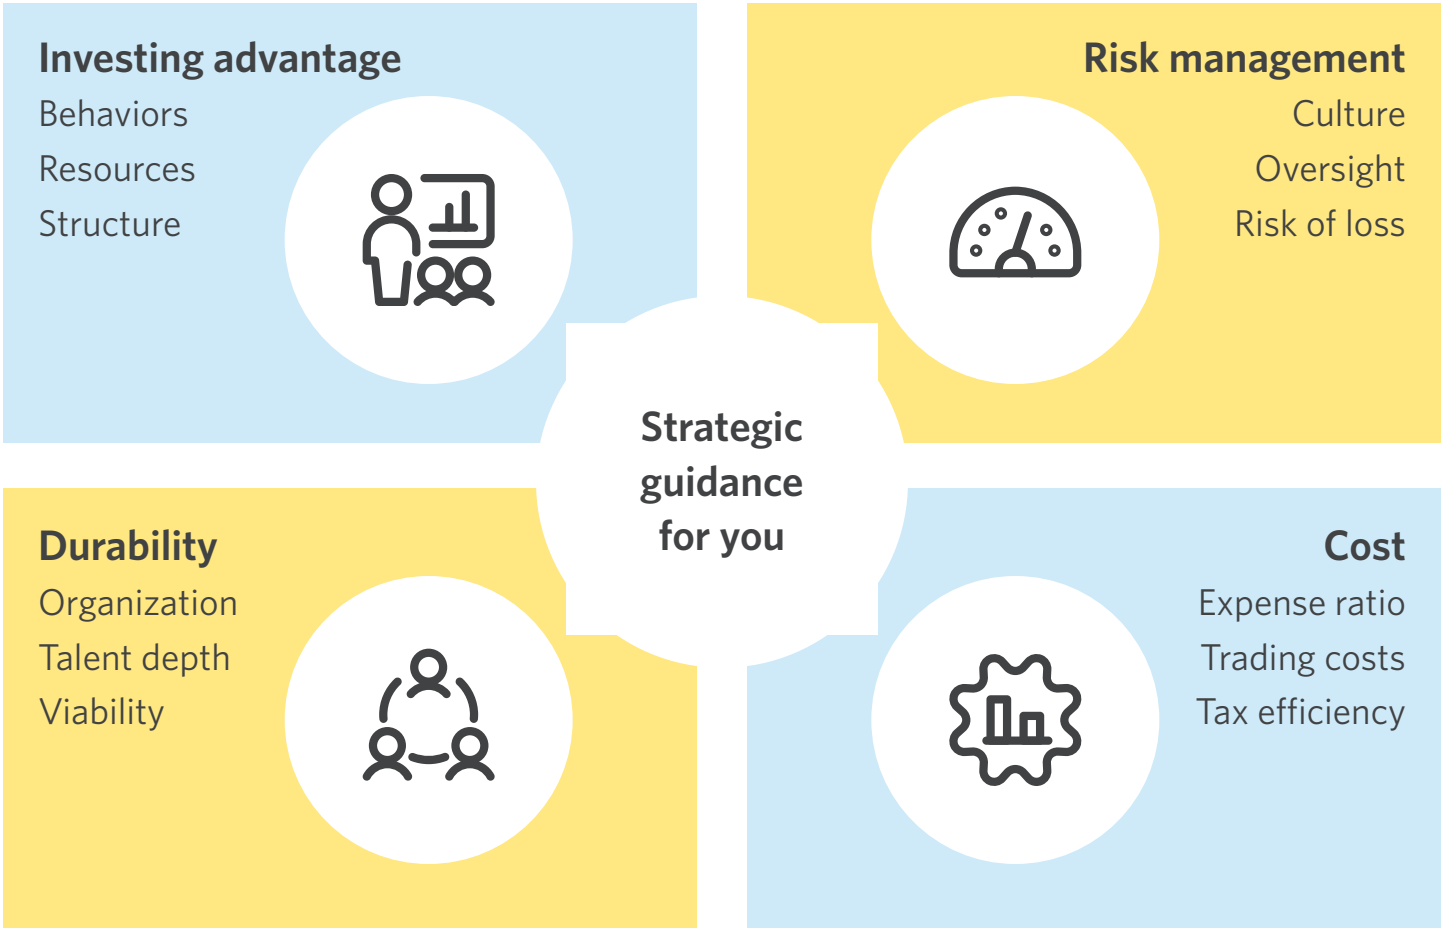 Investing advantage
Behaviors
Resources
Structure
Risk management
Culture
Oversight
Risk of loss
Strategic
guidance
for you
Durability
Organization
Talent depth
Viability
Cost
Expense ratio
Trading costs
Tax efficiency